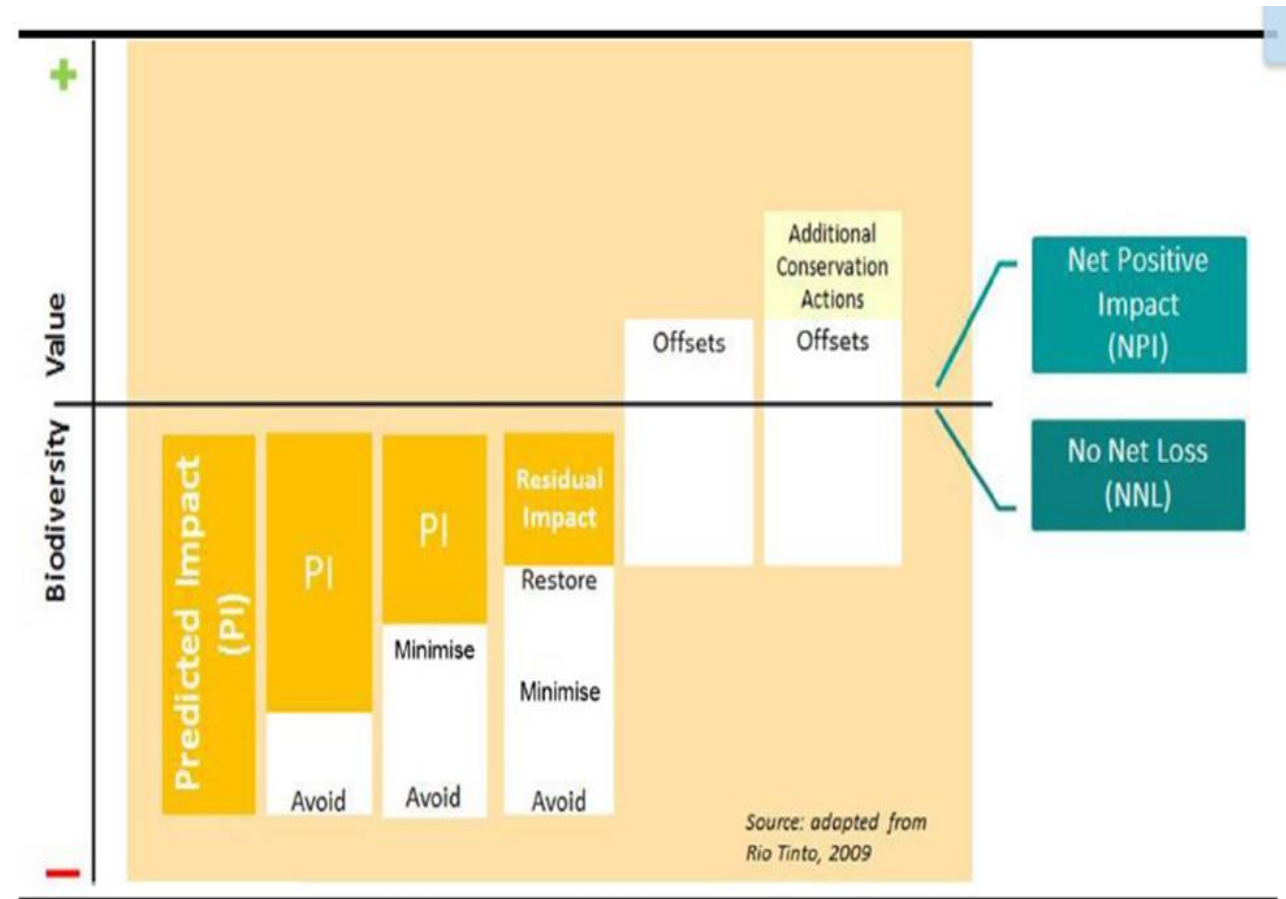 +
Biodiversity Value
Predicted Impact
(PI)
PI
Avoid
PI
Minimise
Avoid
Residual
Impact
Restore
Minimise
Avoid
Offsets
Additional
Conservation
Actions
Offsets
Net Positive
Impact
(NPI)
No Net Loss
(NNL)
Source: adapted from
Rio Tinto, 2009
–